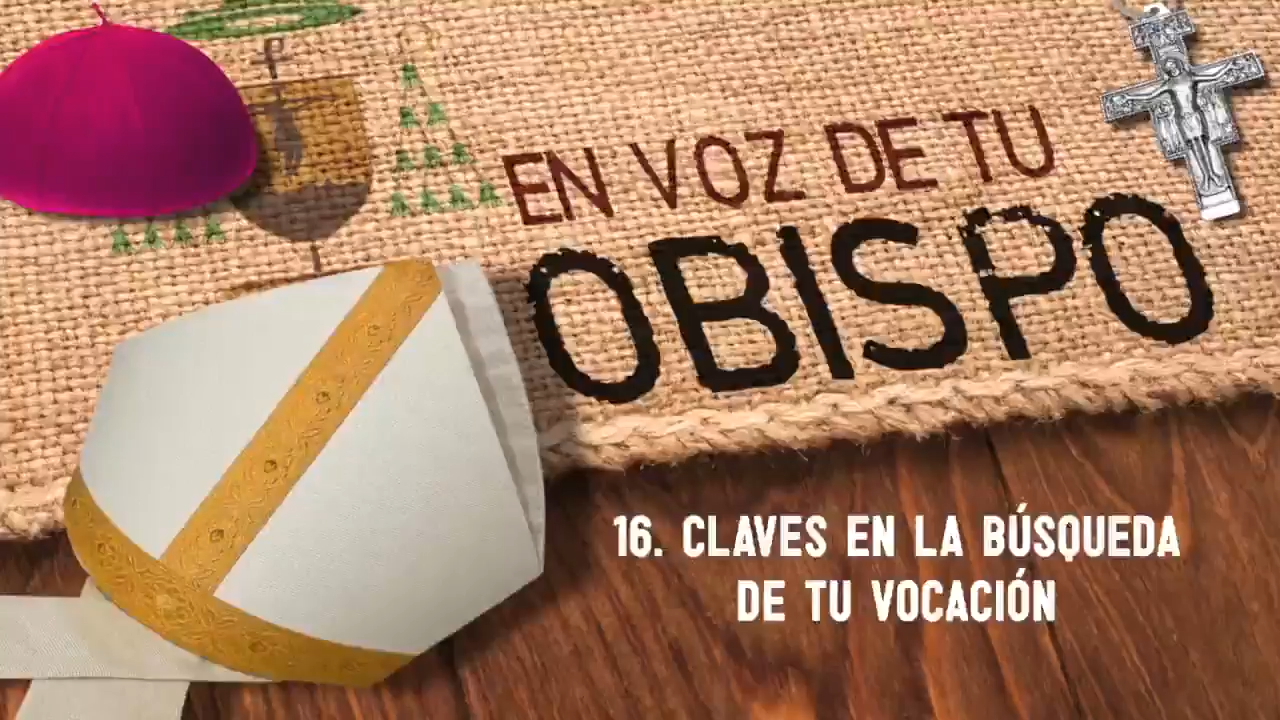 EN VOZ DE TU
OBISPO
16. CLAVES EN LA BÚSQUEDA
DE TU VOCACIÓN